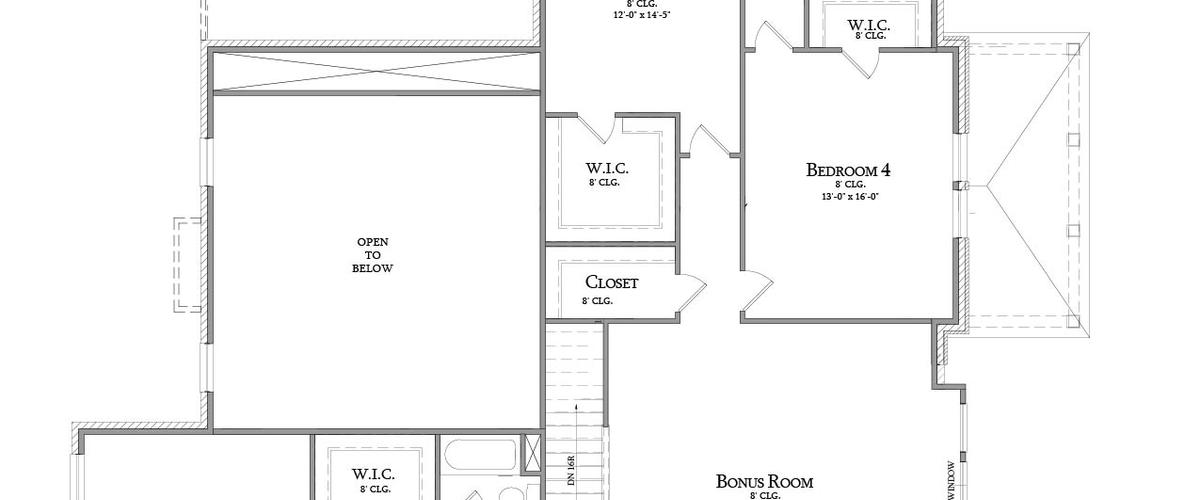 8' CLG.
12'-0" x 14'-5"
W.I.C.
8' CLG.
W.I.C.
8' CLG.
BEDROOM 4
8' CLG.
13'-0" x 16'-0"
OPEN
TO
BELOW
CLOSET
8' CLG.
DN 16R
W.I.C.
8' CLG.
BONUS ROOM
8' CLG.
WINDOW